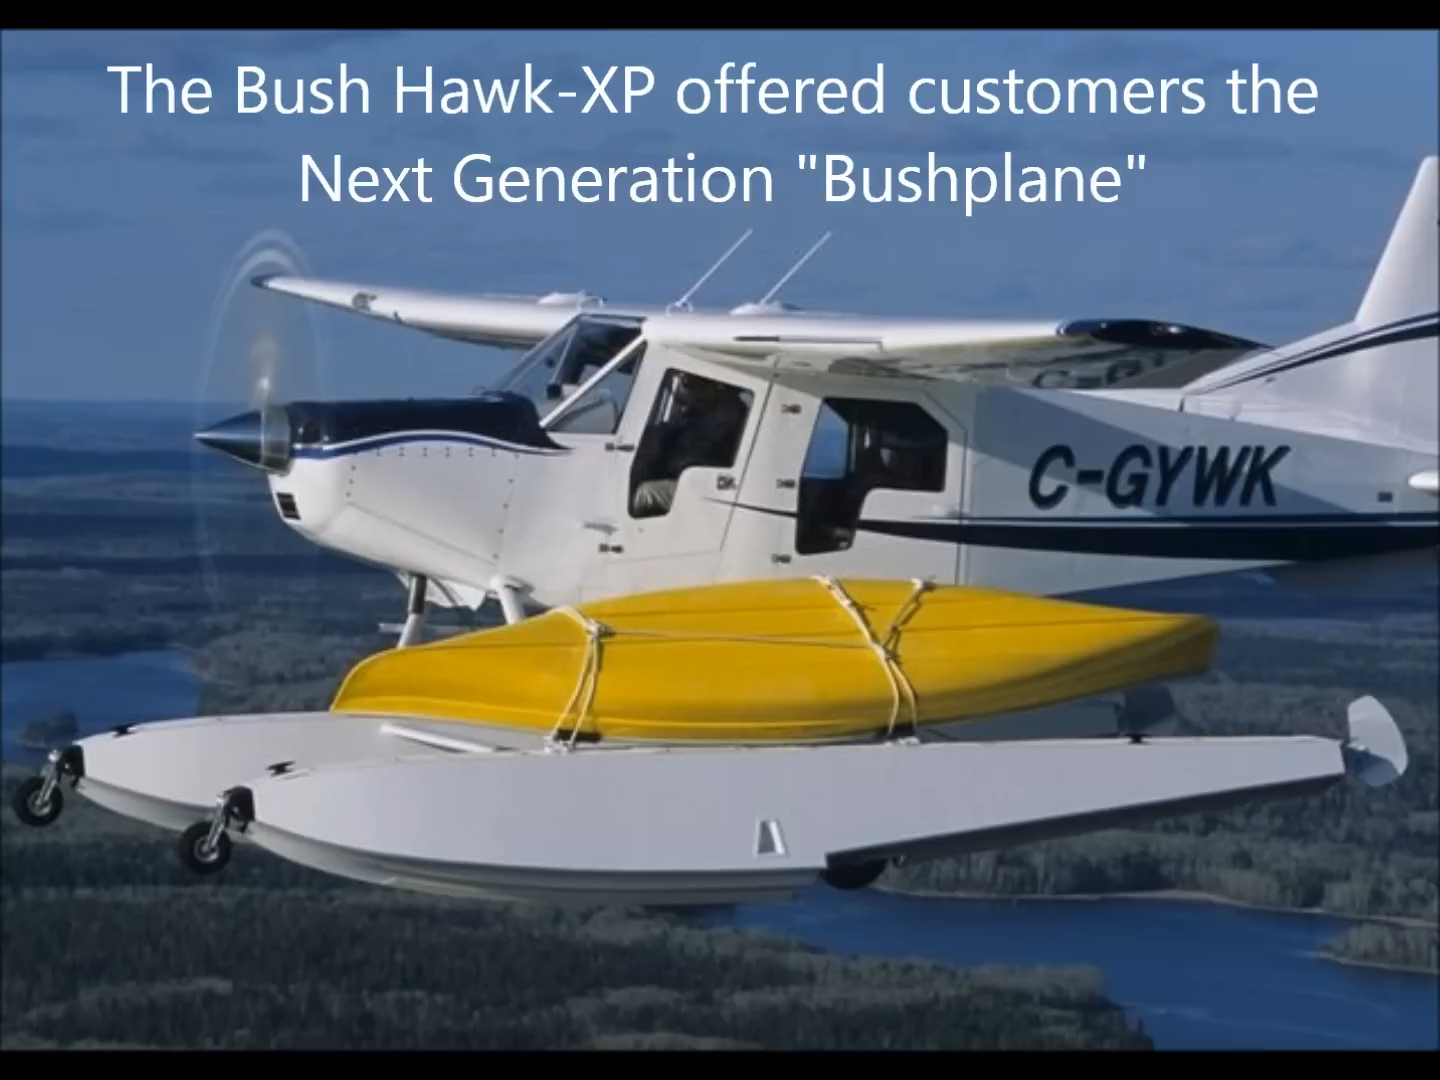 The Bush Hawk-XP offered customers the
Next Generation "Bushplane"
C-GYWK